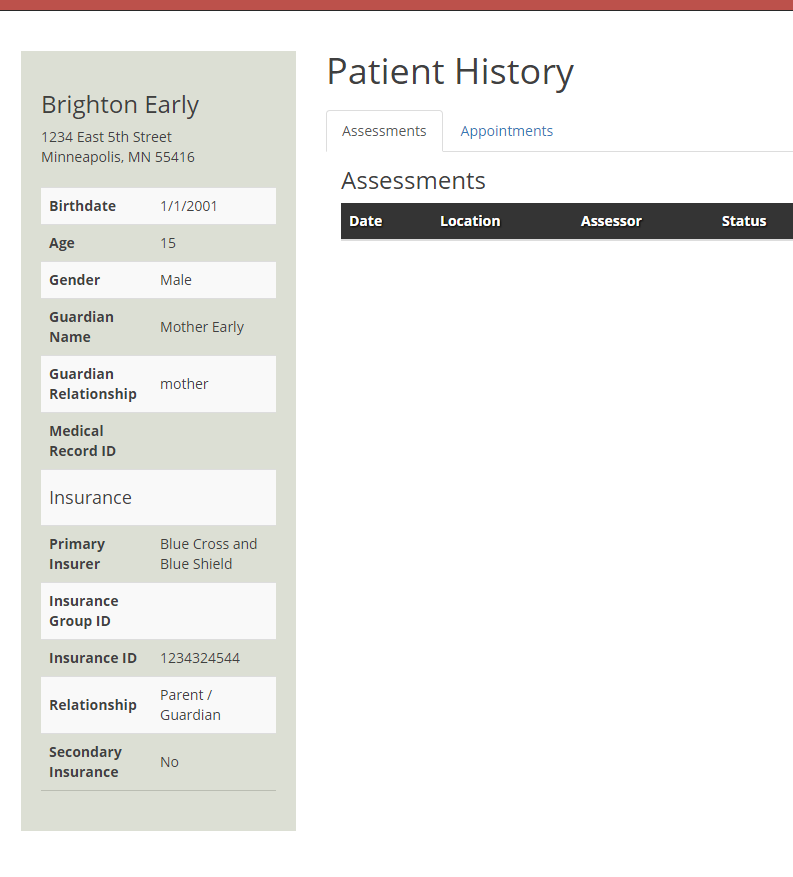 Brighton Early
1234 East 5th Street
Minneapolis, MN 55416
Birthdate 1/1/2001
Age 15
Gender Male
Guardian Name Mother Early
Guardian Relationship mother
Medical Record ID
Insurance
Primary Insurer Blue Cross and Blue Shield
Insurance Group ID
Insurance ID 1234324544
Relationship Parent / Guardian
Secondary Insurance No
Patient History
Assessments Appointments
Assessments
Date Location Assessor Status